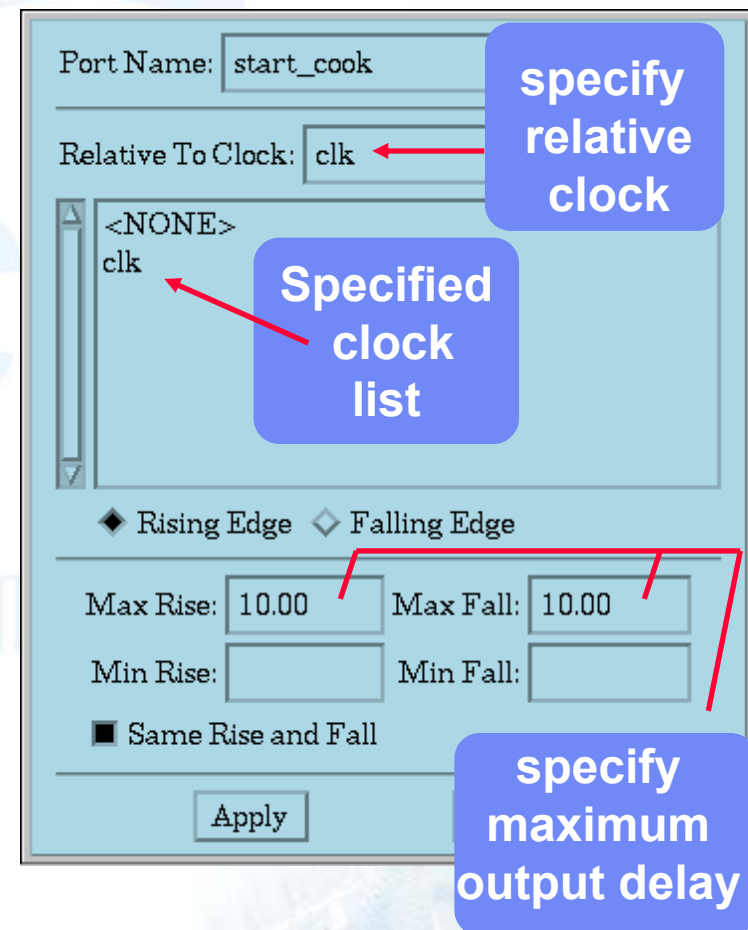 Port Name: start_cook
specify
relative
clock
Relative To Clock: clk
<NONE>
clk
Specified
clock
list
Rising Edge Falling Edge
Max Rise: 10.00 Max Fall: 10.00
Min Rise: Min Fall:
Same Rise and Fall
Apply
specify
maximum
output delay